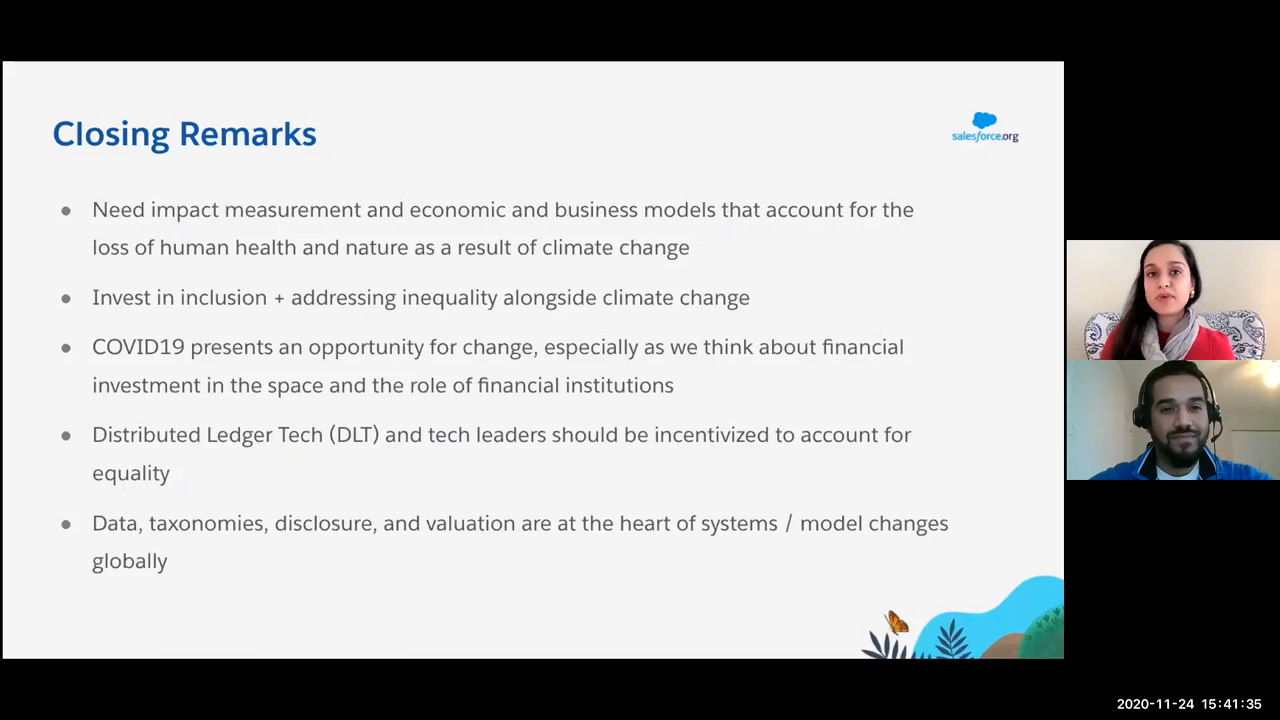 Closing Remarks
salesforce.org
● Need impact measurement and economic and business models that account for the
loss of human health and nature as a result of climate change
● Invest in inclusion + addressing inequality alongside climate change
● COVID19 presents an opportunity for change, especially as we think about financial
investment in the space and the role of financial institutions
● Distributed Ledger Tech (DLT) and tech leaders should be incentivized to account for
equality
● Data, taxonomies, disclosure, and valuation are at the heart of systems / model changes
globally
2020-11-24 15:41:35